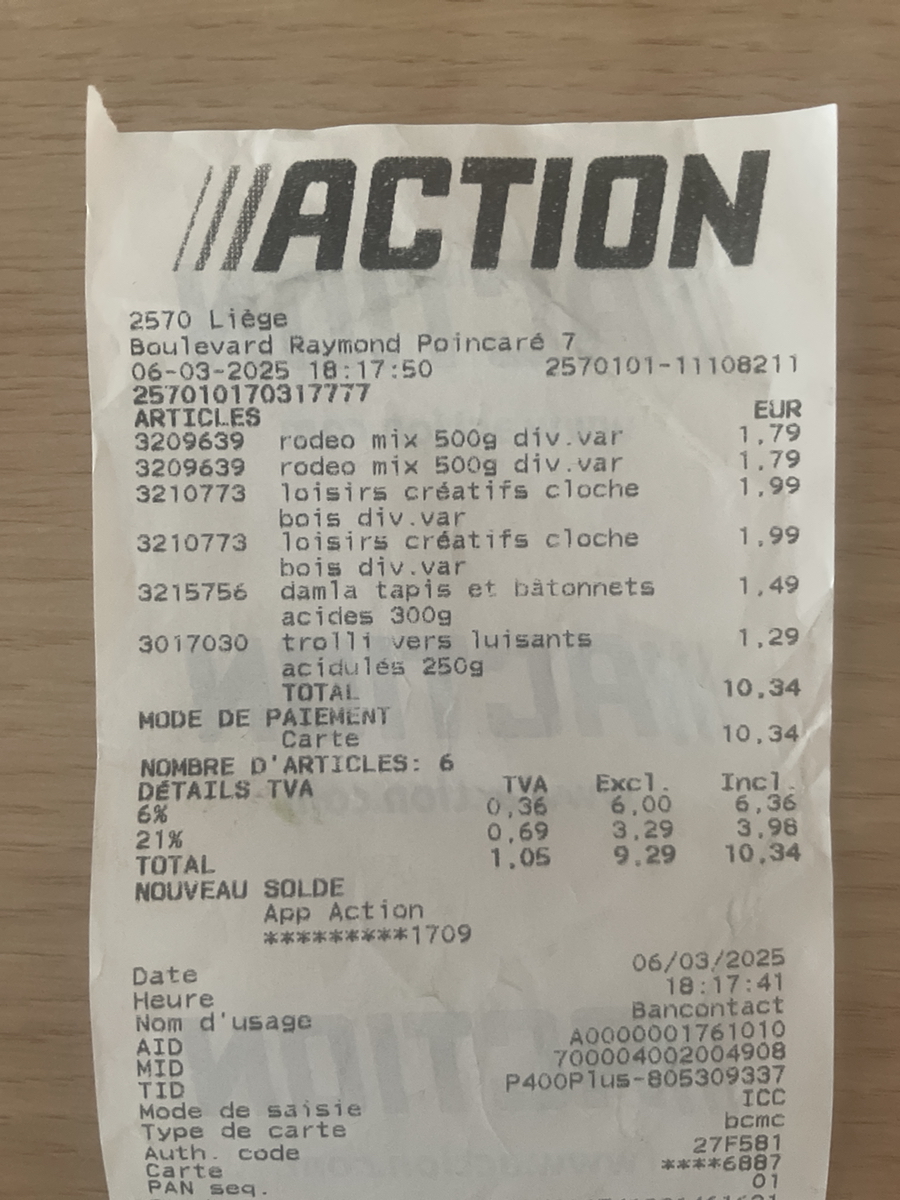 ACTION
2570 Liège
Boulevard Raymond Poincaré 7
06-03-2025 18:17:50 2570101-11108211
257010170317777
ARTICLES EUR
3209639 rodeo mix 500g div.var 1,79
3209639 rodeo mix 500g div.var 1,79
3210773 loisirs créatifs cloche 1,99
bois div.var
3210773 loisirs créatifs cloche 1,99
bois div.var
3215756 damla tapis et bâtonnets 1,49
acides 300g
3017030 trolli vers luisants 1,29
acidulés 250g
TOTAL 10,34
MODE DE PAIEMENT
Carte 10,34
NOMBRE D'ARTICLES: 6
DÉTAILS TVA TVA Excl. Incl.
6% 0,36 6,00 6,36
21% 0,69 3,29 3,98
TOTAL 1,05 9,29 10,34
NOUVEAU SOLDE
App Action
*********1709
Date 06/03/2025
Heure 18:17:41
Nom d'usage Bancontact
AID A0000001761010
MID 700004002004908
TID P400Plus-805309337
Mode de saisie ICC
Type de carte bcmc
Auth. code 27F581
Carte ****6887
PAN seq. 01